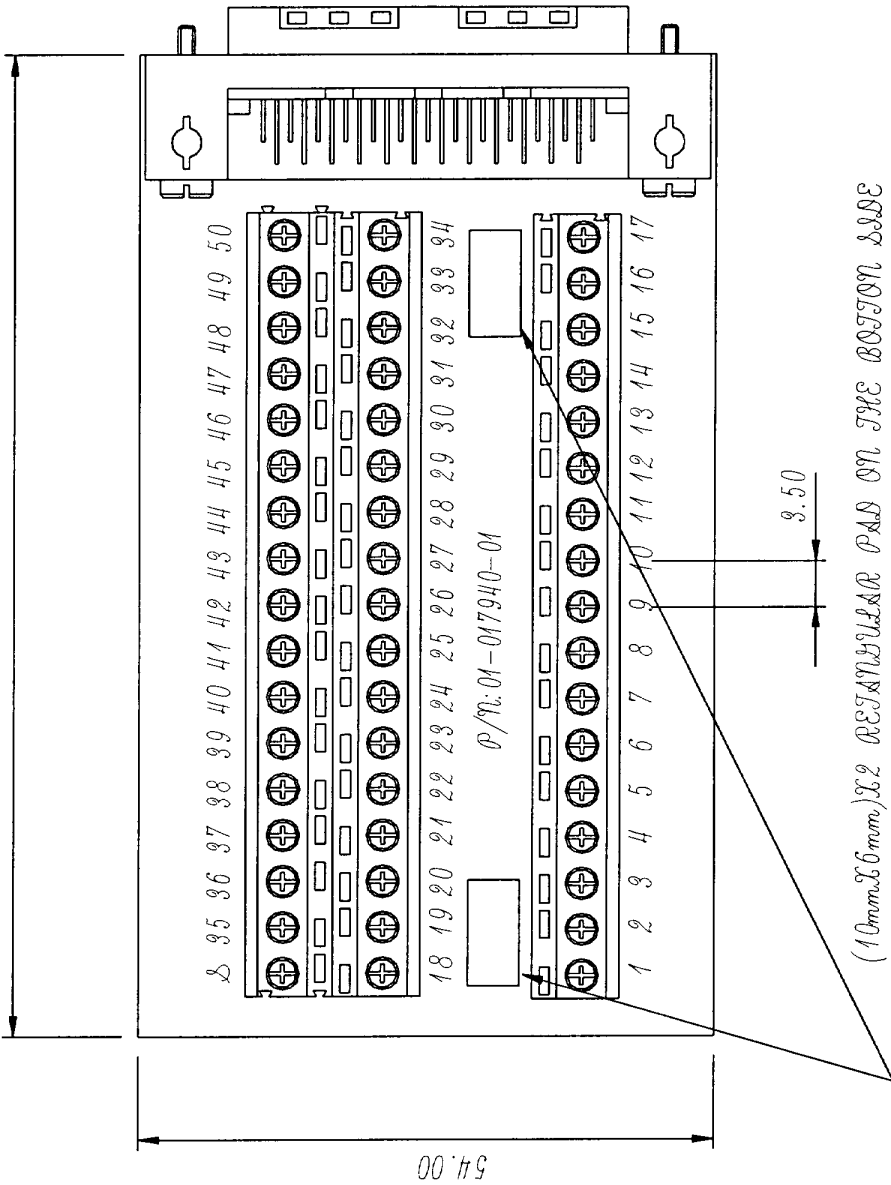 S 35 36 37 38 39 40 41 42 43 44 45 46 47 48 49 50
18 19 20 21 22 23 24 25 26 27 28 29 30 31 32 33 34
P/N:01-017940-01
1 2 3 4 5 6 7 8 9 10 11 12 13 14 15 16 17
3.50
54.00
(10mmX6mm)X2 RETANGULAR PAD ON THE BOTTON SIDE